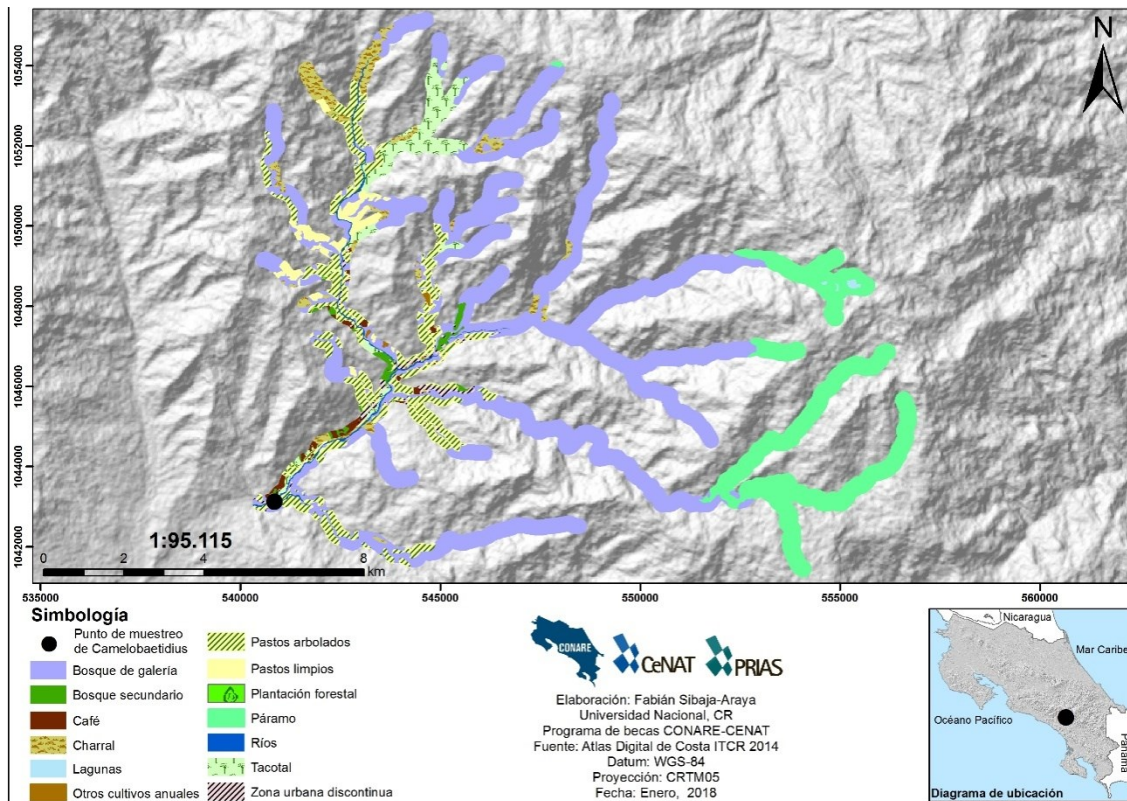 N
1054000
1052000
1050000
1048000
1046000
1044000
1042000
1:95.115
0 2 4 8
km
535000 540000 545000 550000 555000 560000
Simbología
Punto de muestreo
de Camelobaetidius
Bosque de galería
Bosque secundario
Café
Charral
Lagunas
Otros cultivos anuales
Pastos arbolados
Pastos limpios
Plantación forestal
Páramo
Ríos
Tacotal
Zona urbana discontinua
CONARE CeNAT PRIAS
Elaboración: Fabián Sibaja-Araya
Universidad Nacional, CR
Programa de becas CONARE-CENAT
Fuente: Atlas Digital de Costa ITCR 2014
Datum: WGS-84
Proyección: CRTM05
Fecha: Enero, 2018
Nicaragua
Mar Caribe
Océano Pacífico
Panamá
Diagrama de ubicación